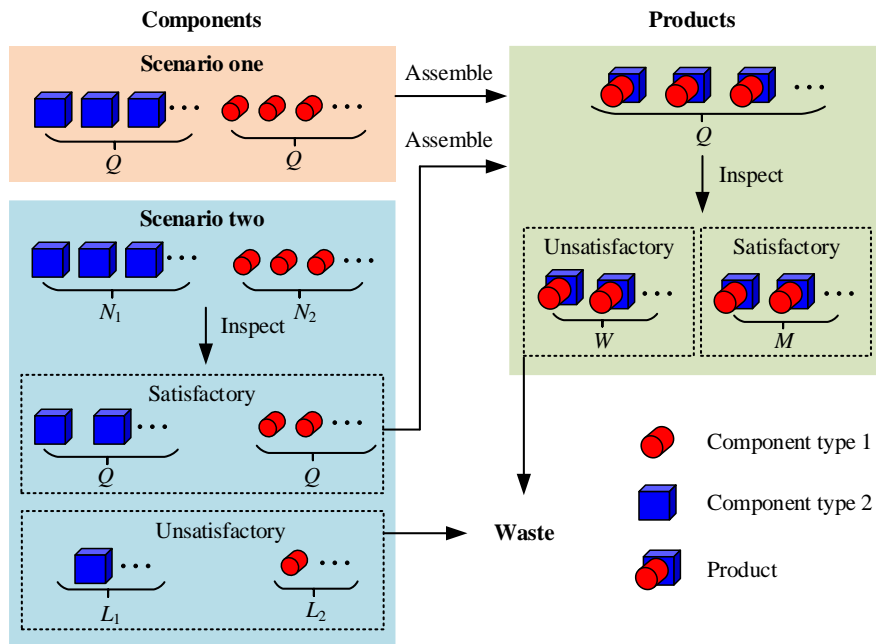 Components
Products
Scenario one
Q
Q
Assemble
Assemble
Q
Inspect
Scenario two
N1
N2
Inspect
Satisfactory
Q
Q
Unsatisfactory
L1
L2
Unsatisfactory
W
Satisfactory
M
Waste
Component type 1
Component type 2
Product